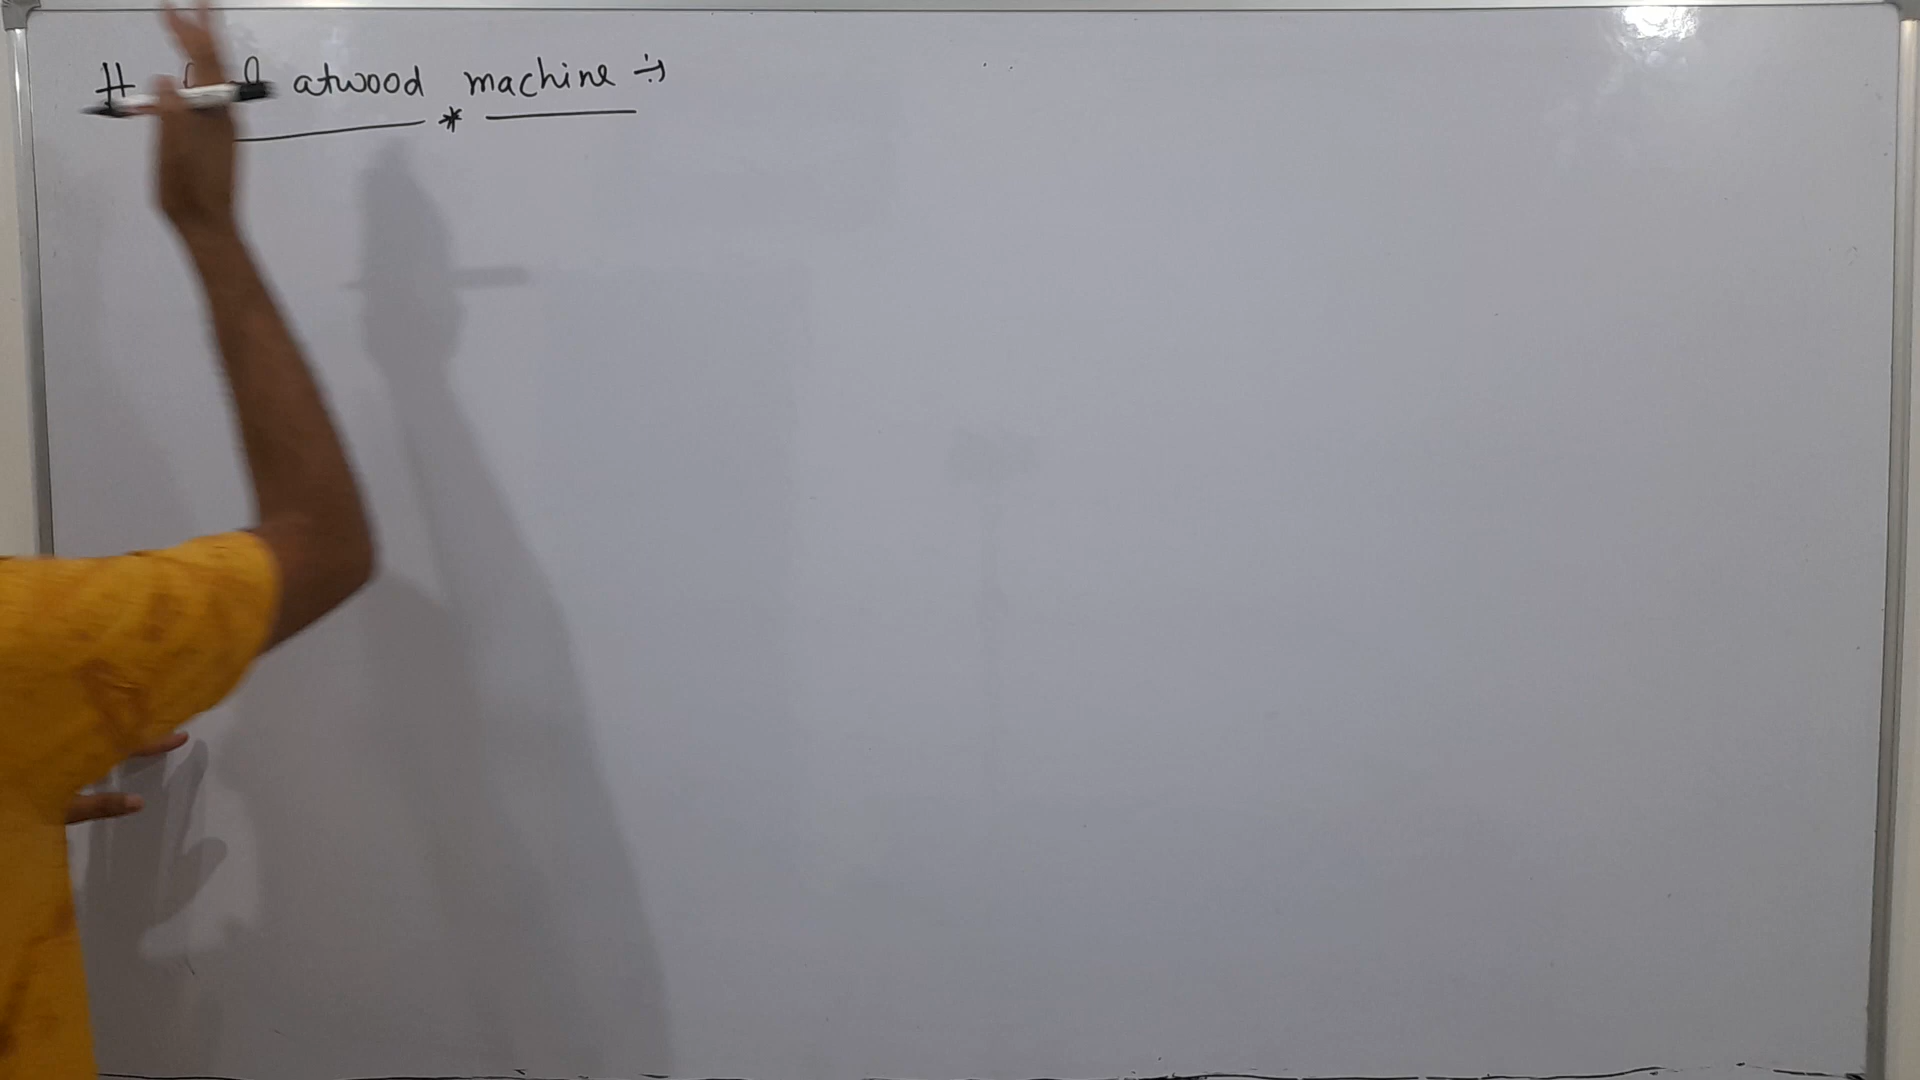 # atwood machine :-